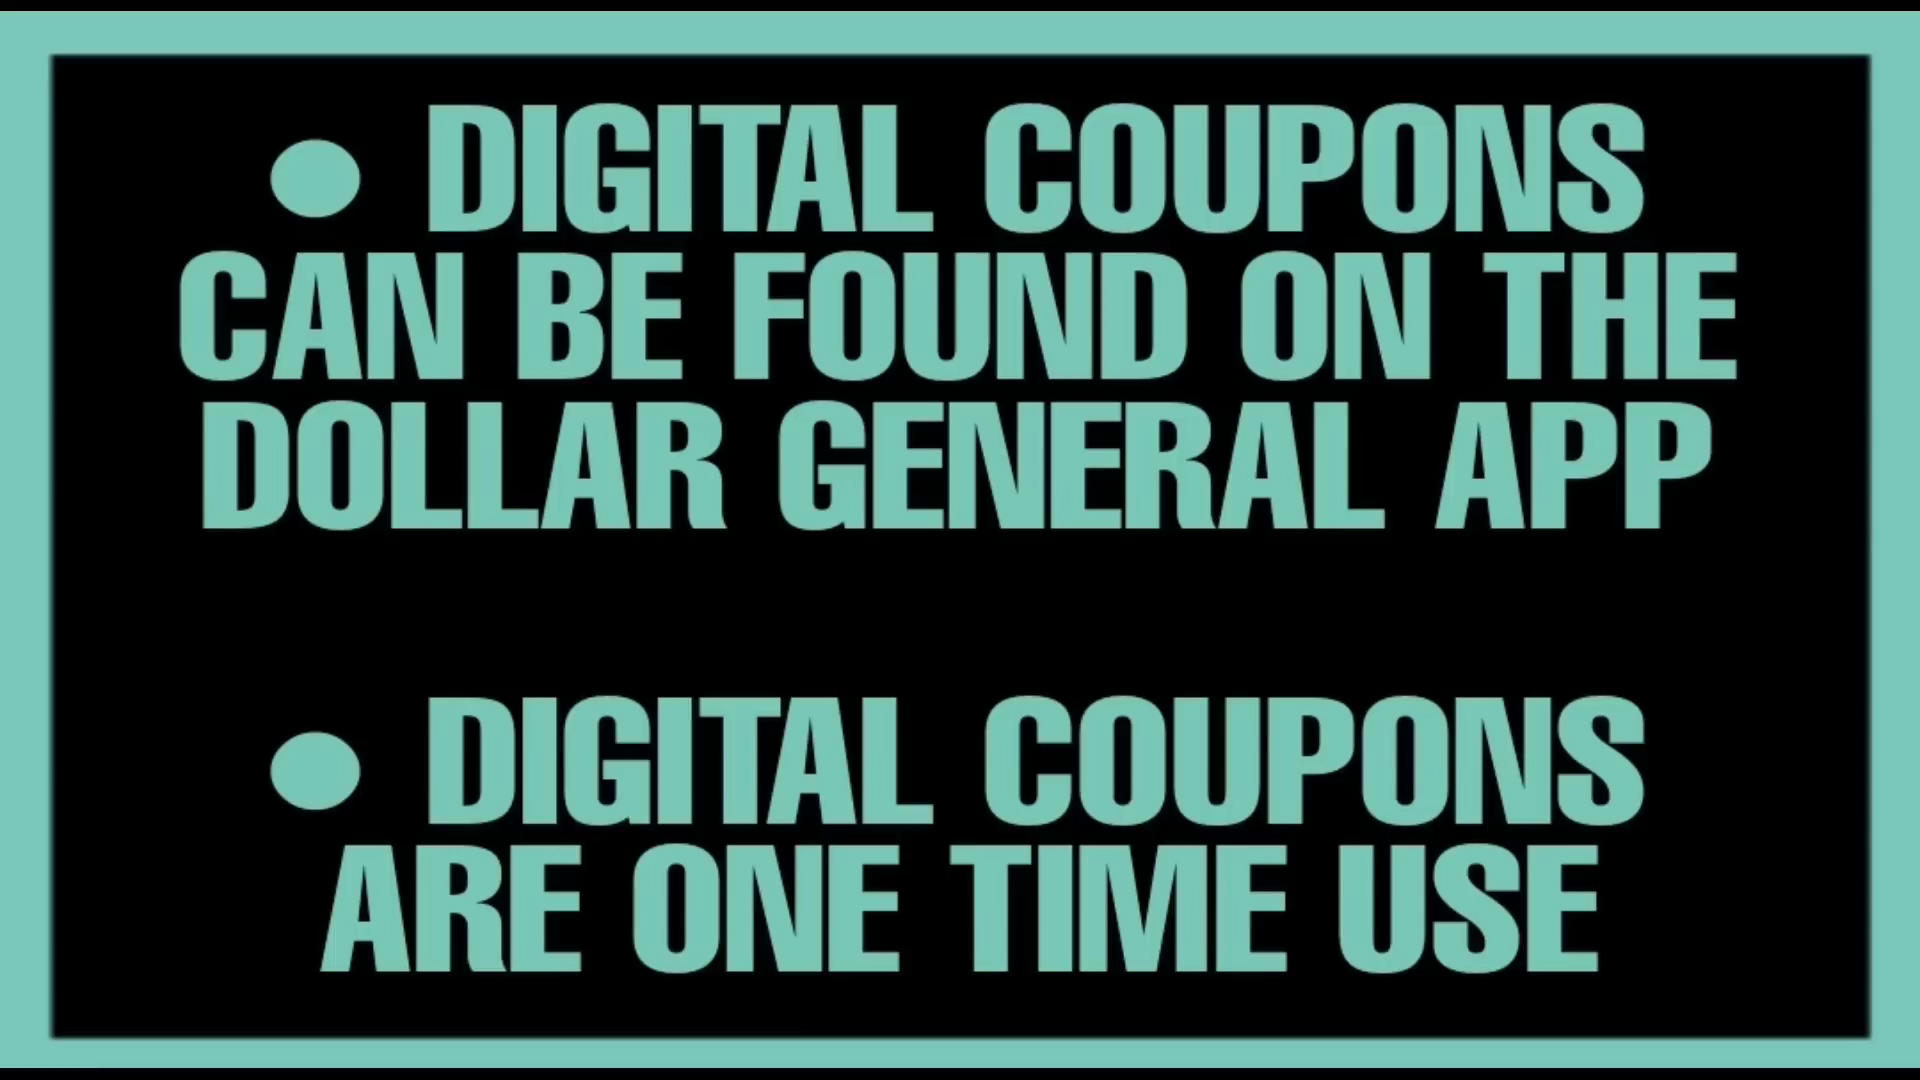 • DIGITAL COUPONS
CAN BE FOUND ON THE
DOLLAR GENERAL APP
• DIGITAL COUPONS
ARE ONE TIME USE